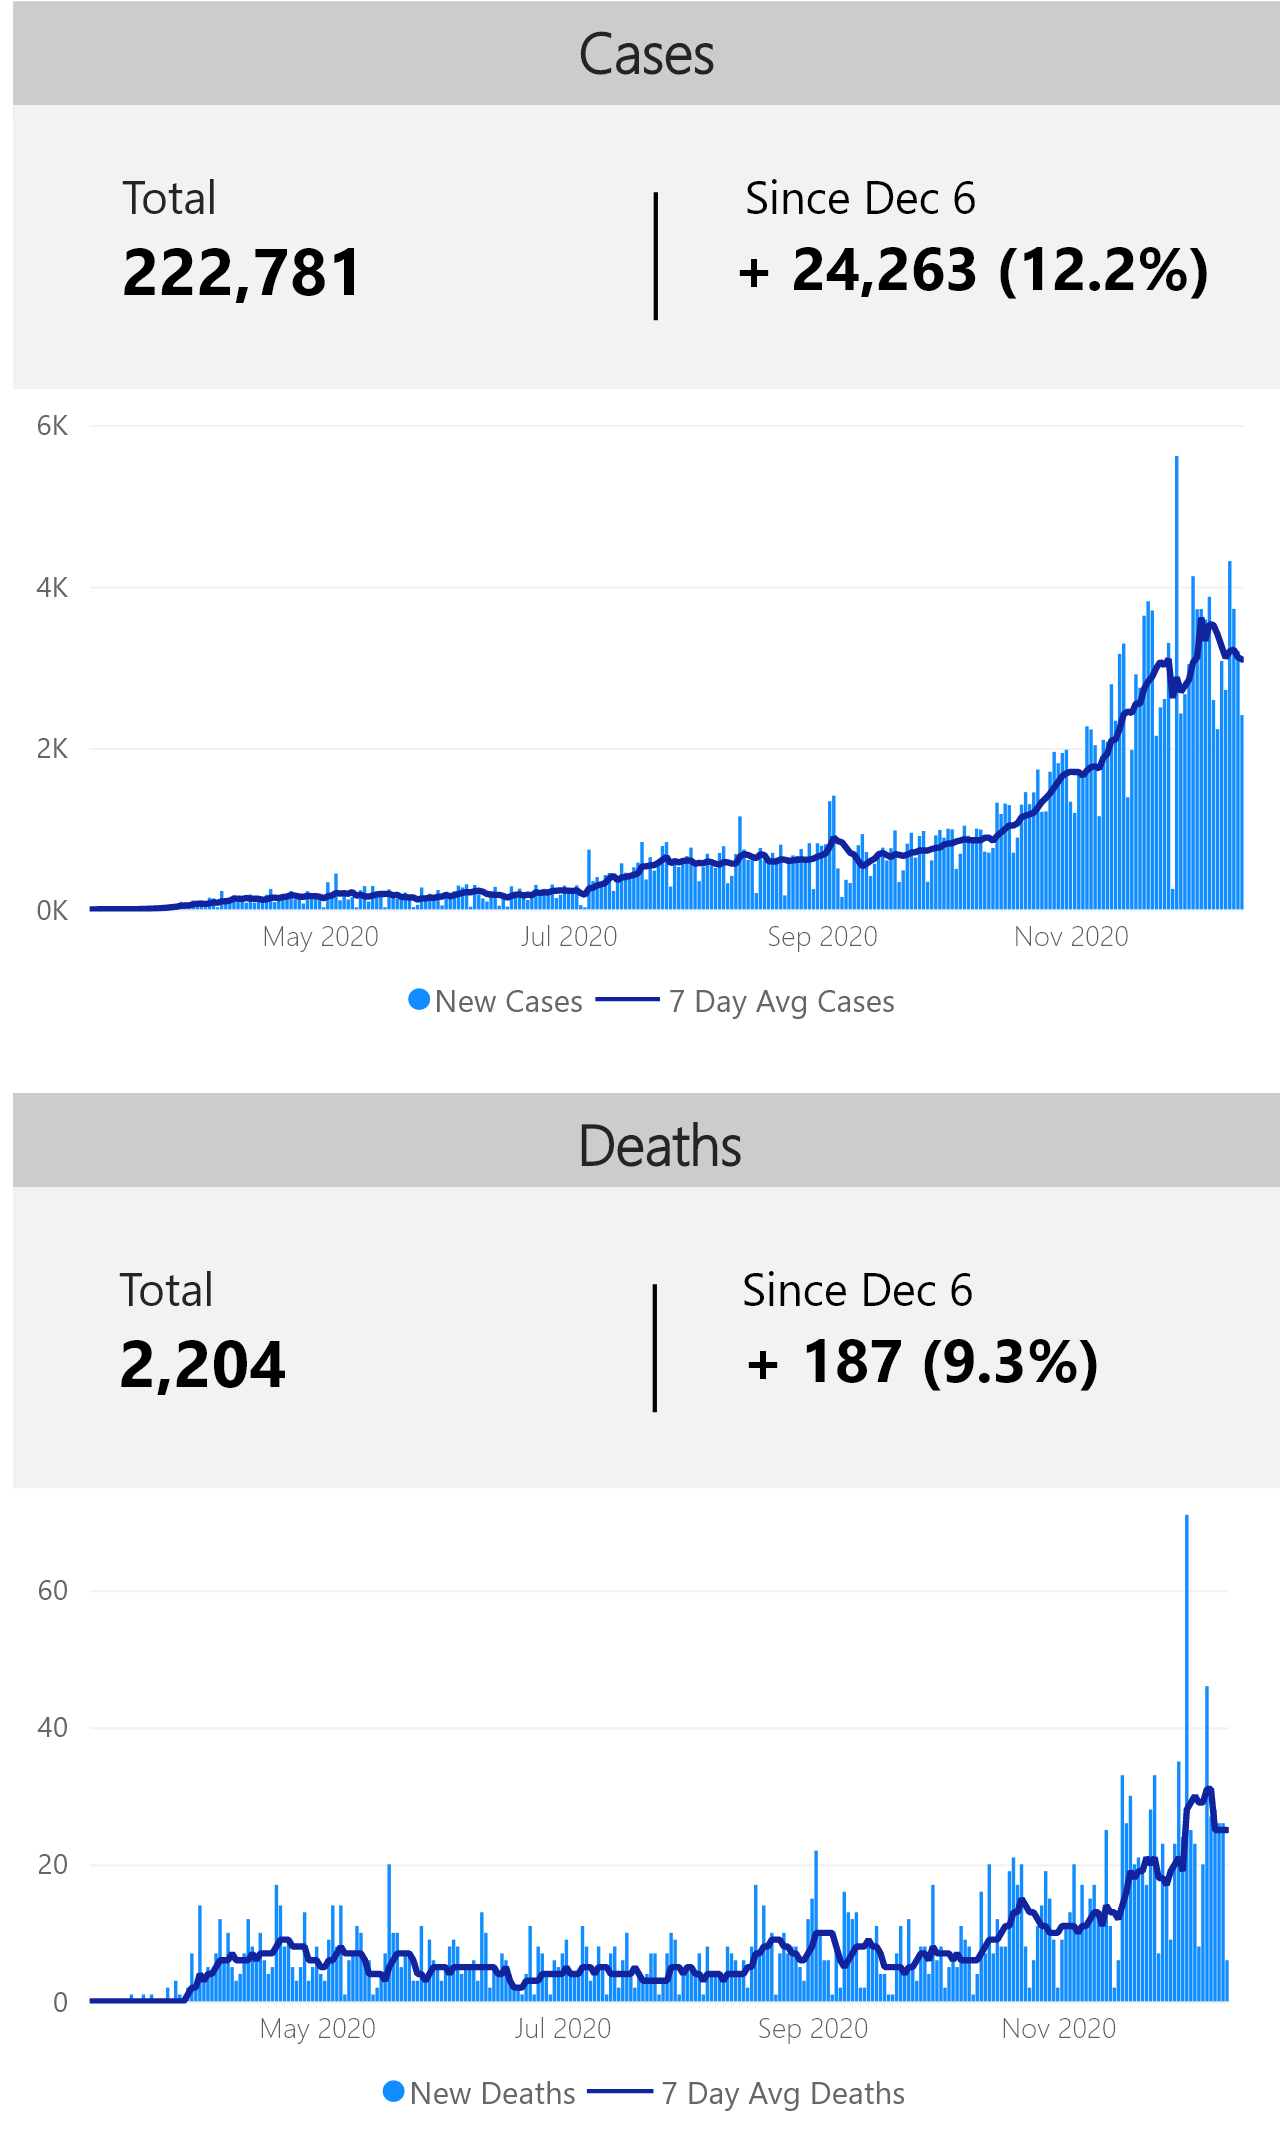 Cases
Total
Since Dec 6
222,781
+ 24,263 (12.2%)
6K
4K
2K
0K
May 2020
Jul 2020
Sep 2020
Nov 2020
New Cases
7 Day Avg Cases
Deaths
Total
Since Dec 6
2,204
+ 187 (9.3%)
60
40
20
0
May 2020
Jul 2020
Sep 2020
Nov 2020
New Deaths
7 Day Avg Deaths